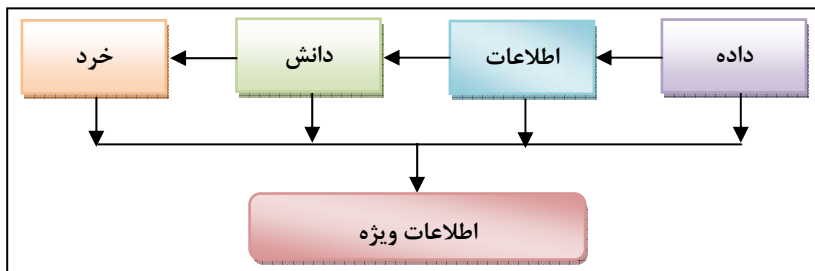 داده
اطلاعات
دانش
خرد
اطلاعات ویژه